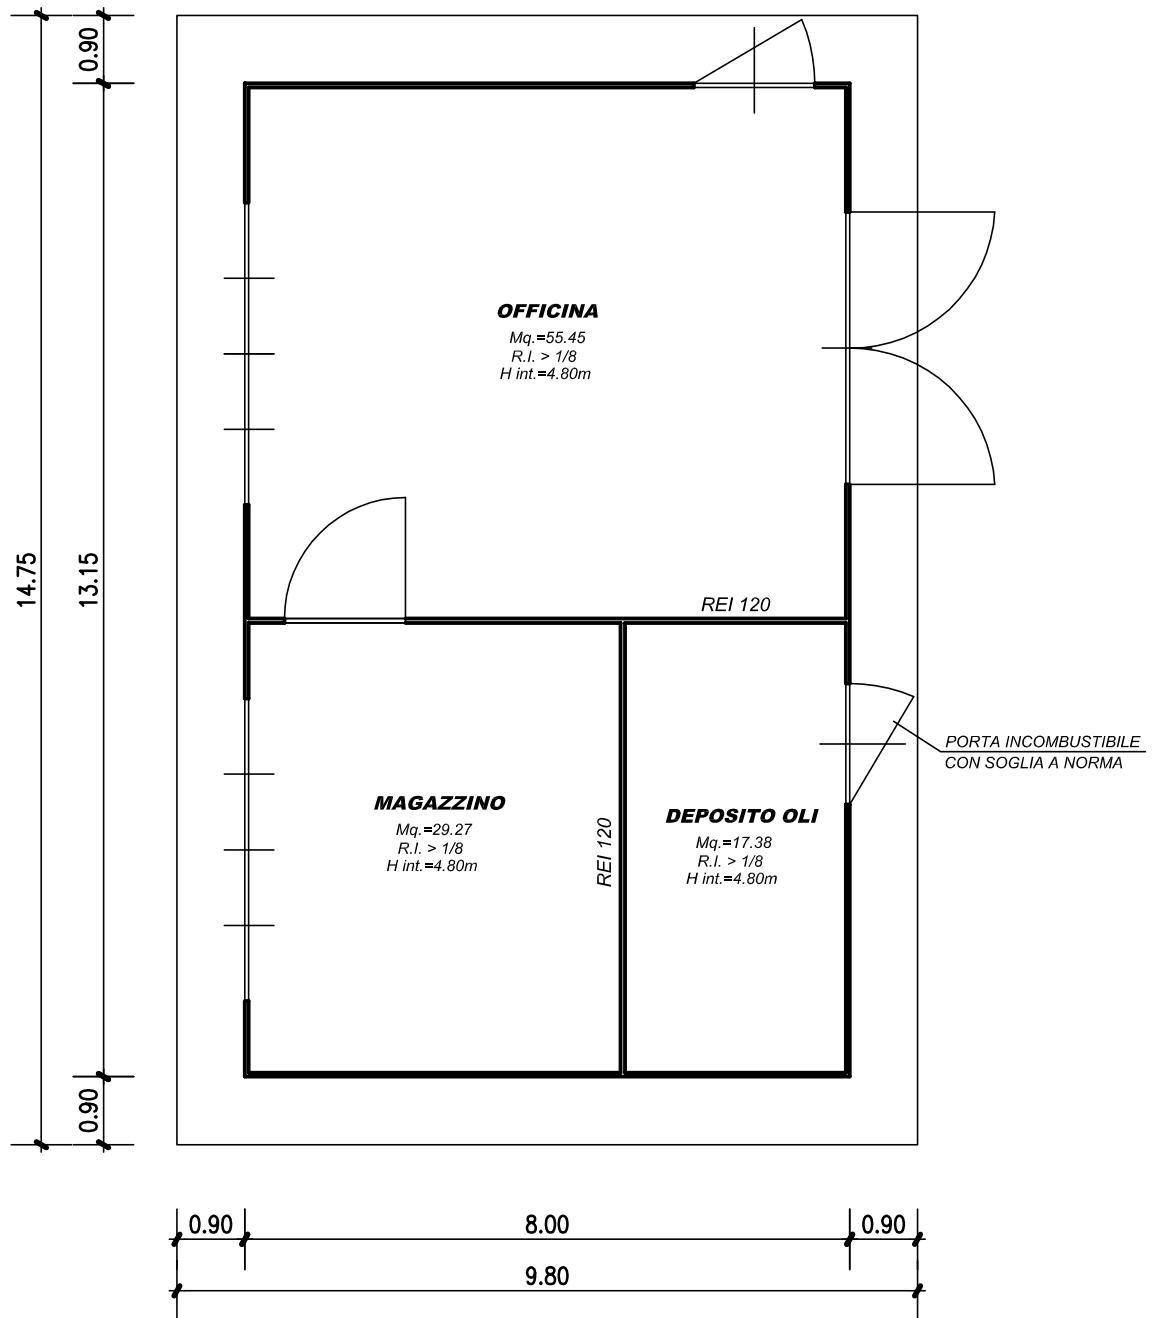 0.90
OFFICINA
Mq.=55.45
R.I. > 1/8
H int.=4.80m
14.75
13.15
REI 120
PORTA INCOMBUSTIBILE
CON SOGLIA A NORMA
MAGAZZINO
Mq.=29.27
R.I. > 1/8
H int.=4.80m
REI 120
DEPOSITO OLI
Mq.=17.38
R.I. > 1/8
H int.=4.80m
0.90
0.90
8.00
0.90
9.80